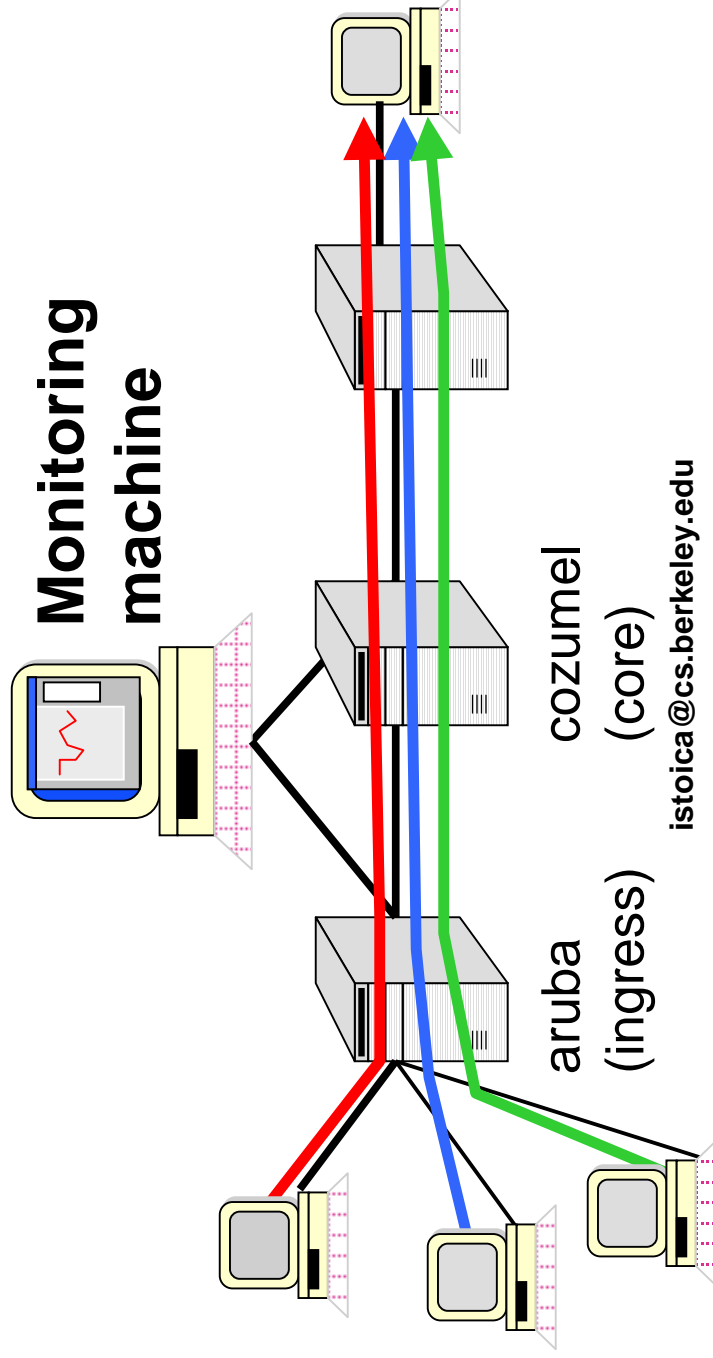 Monitoring
machine
aruba
(ingress)
cozumel
(core)
istoica@cs.berkeley.edu